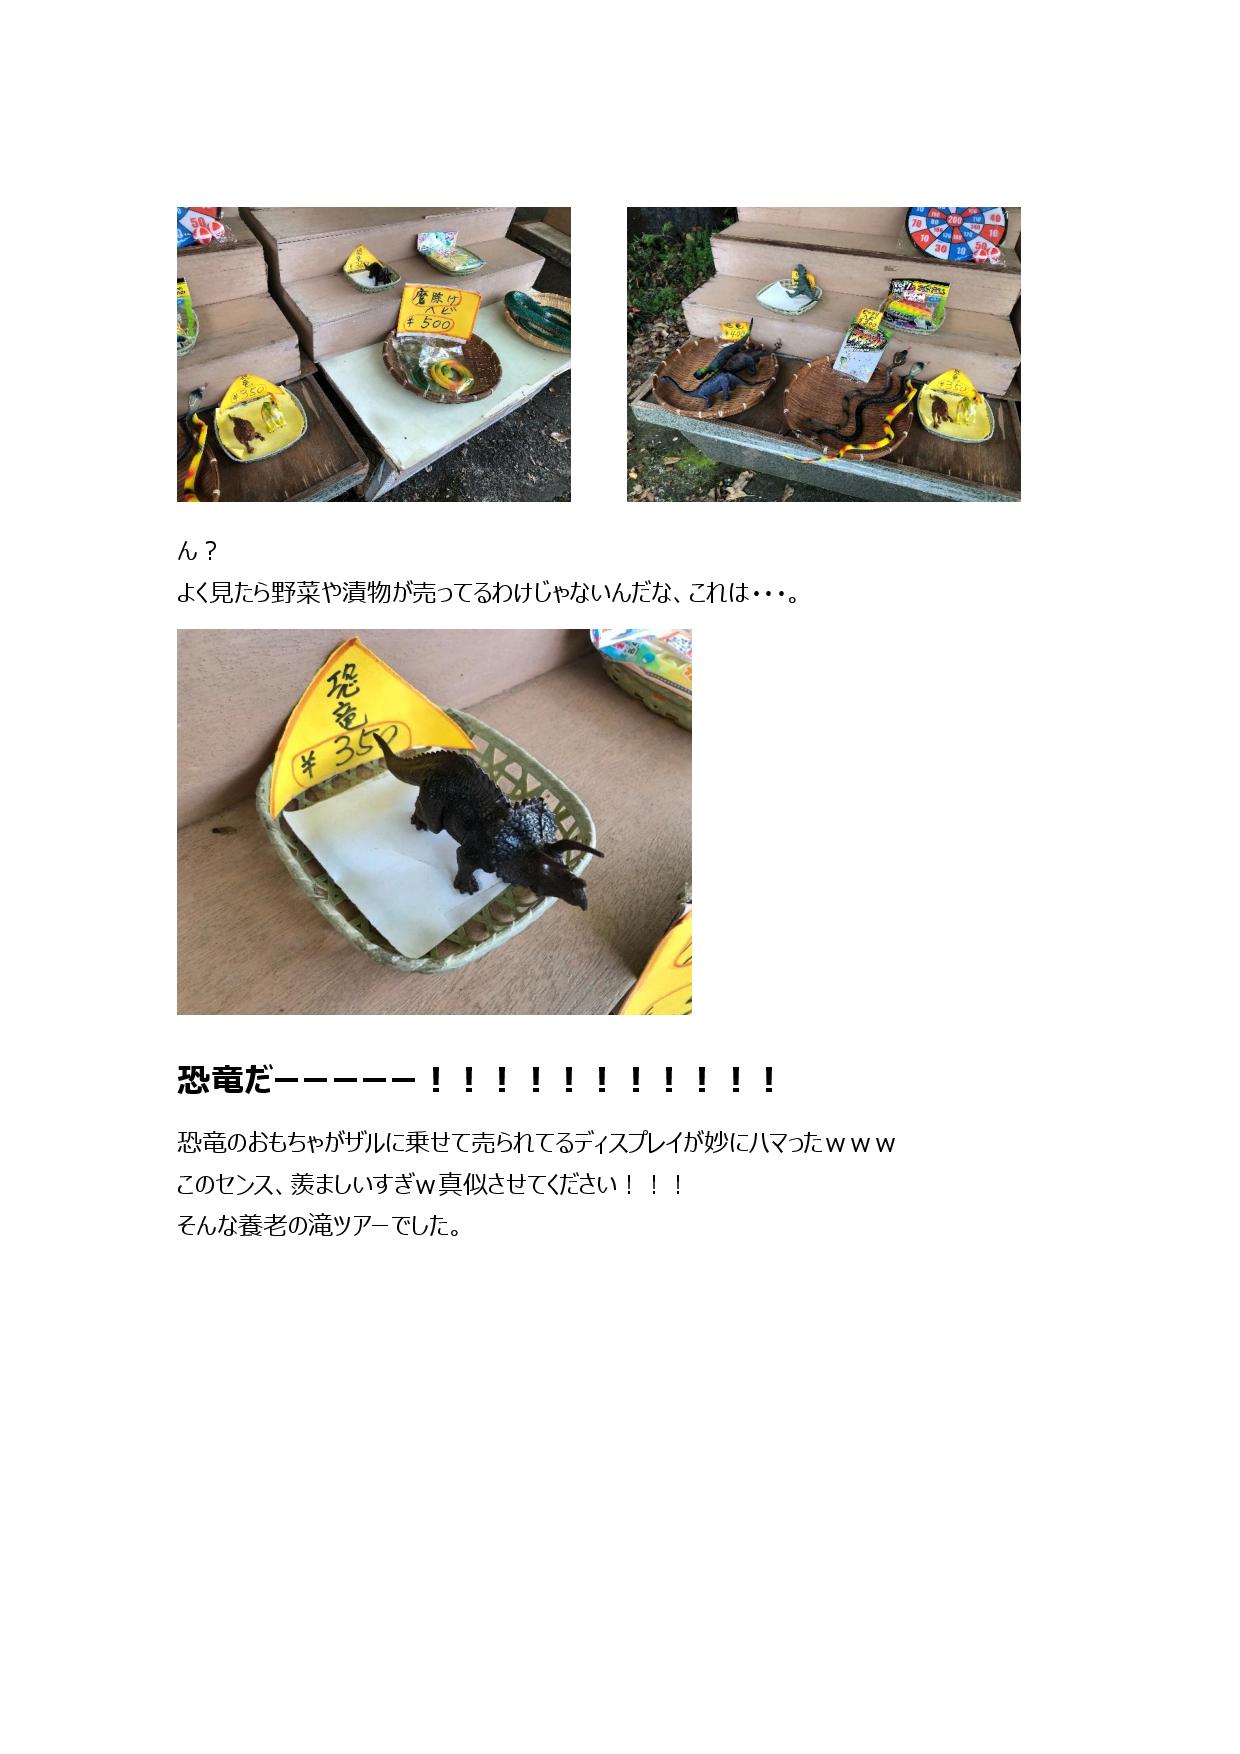 魔除け
ヘビ
¥500
恐竜
¥350
¥400
¥350
ん？
よく見たら野菜や漬物が売ってるわけじゃないんだな、これは・・・。
恐竜
¥350
恐竜だーーーーー！！！！！！！！！！！
恐竜のおもちゃがザルに乗せて売られてるディスプレイが妙にハマったｗｗｗ
このセンス、羨ましいすぎｗ真似させてください！！！
そんな養老の滝ツアーでした。